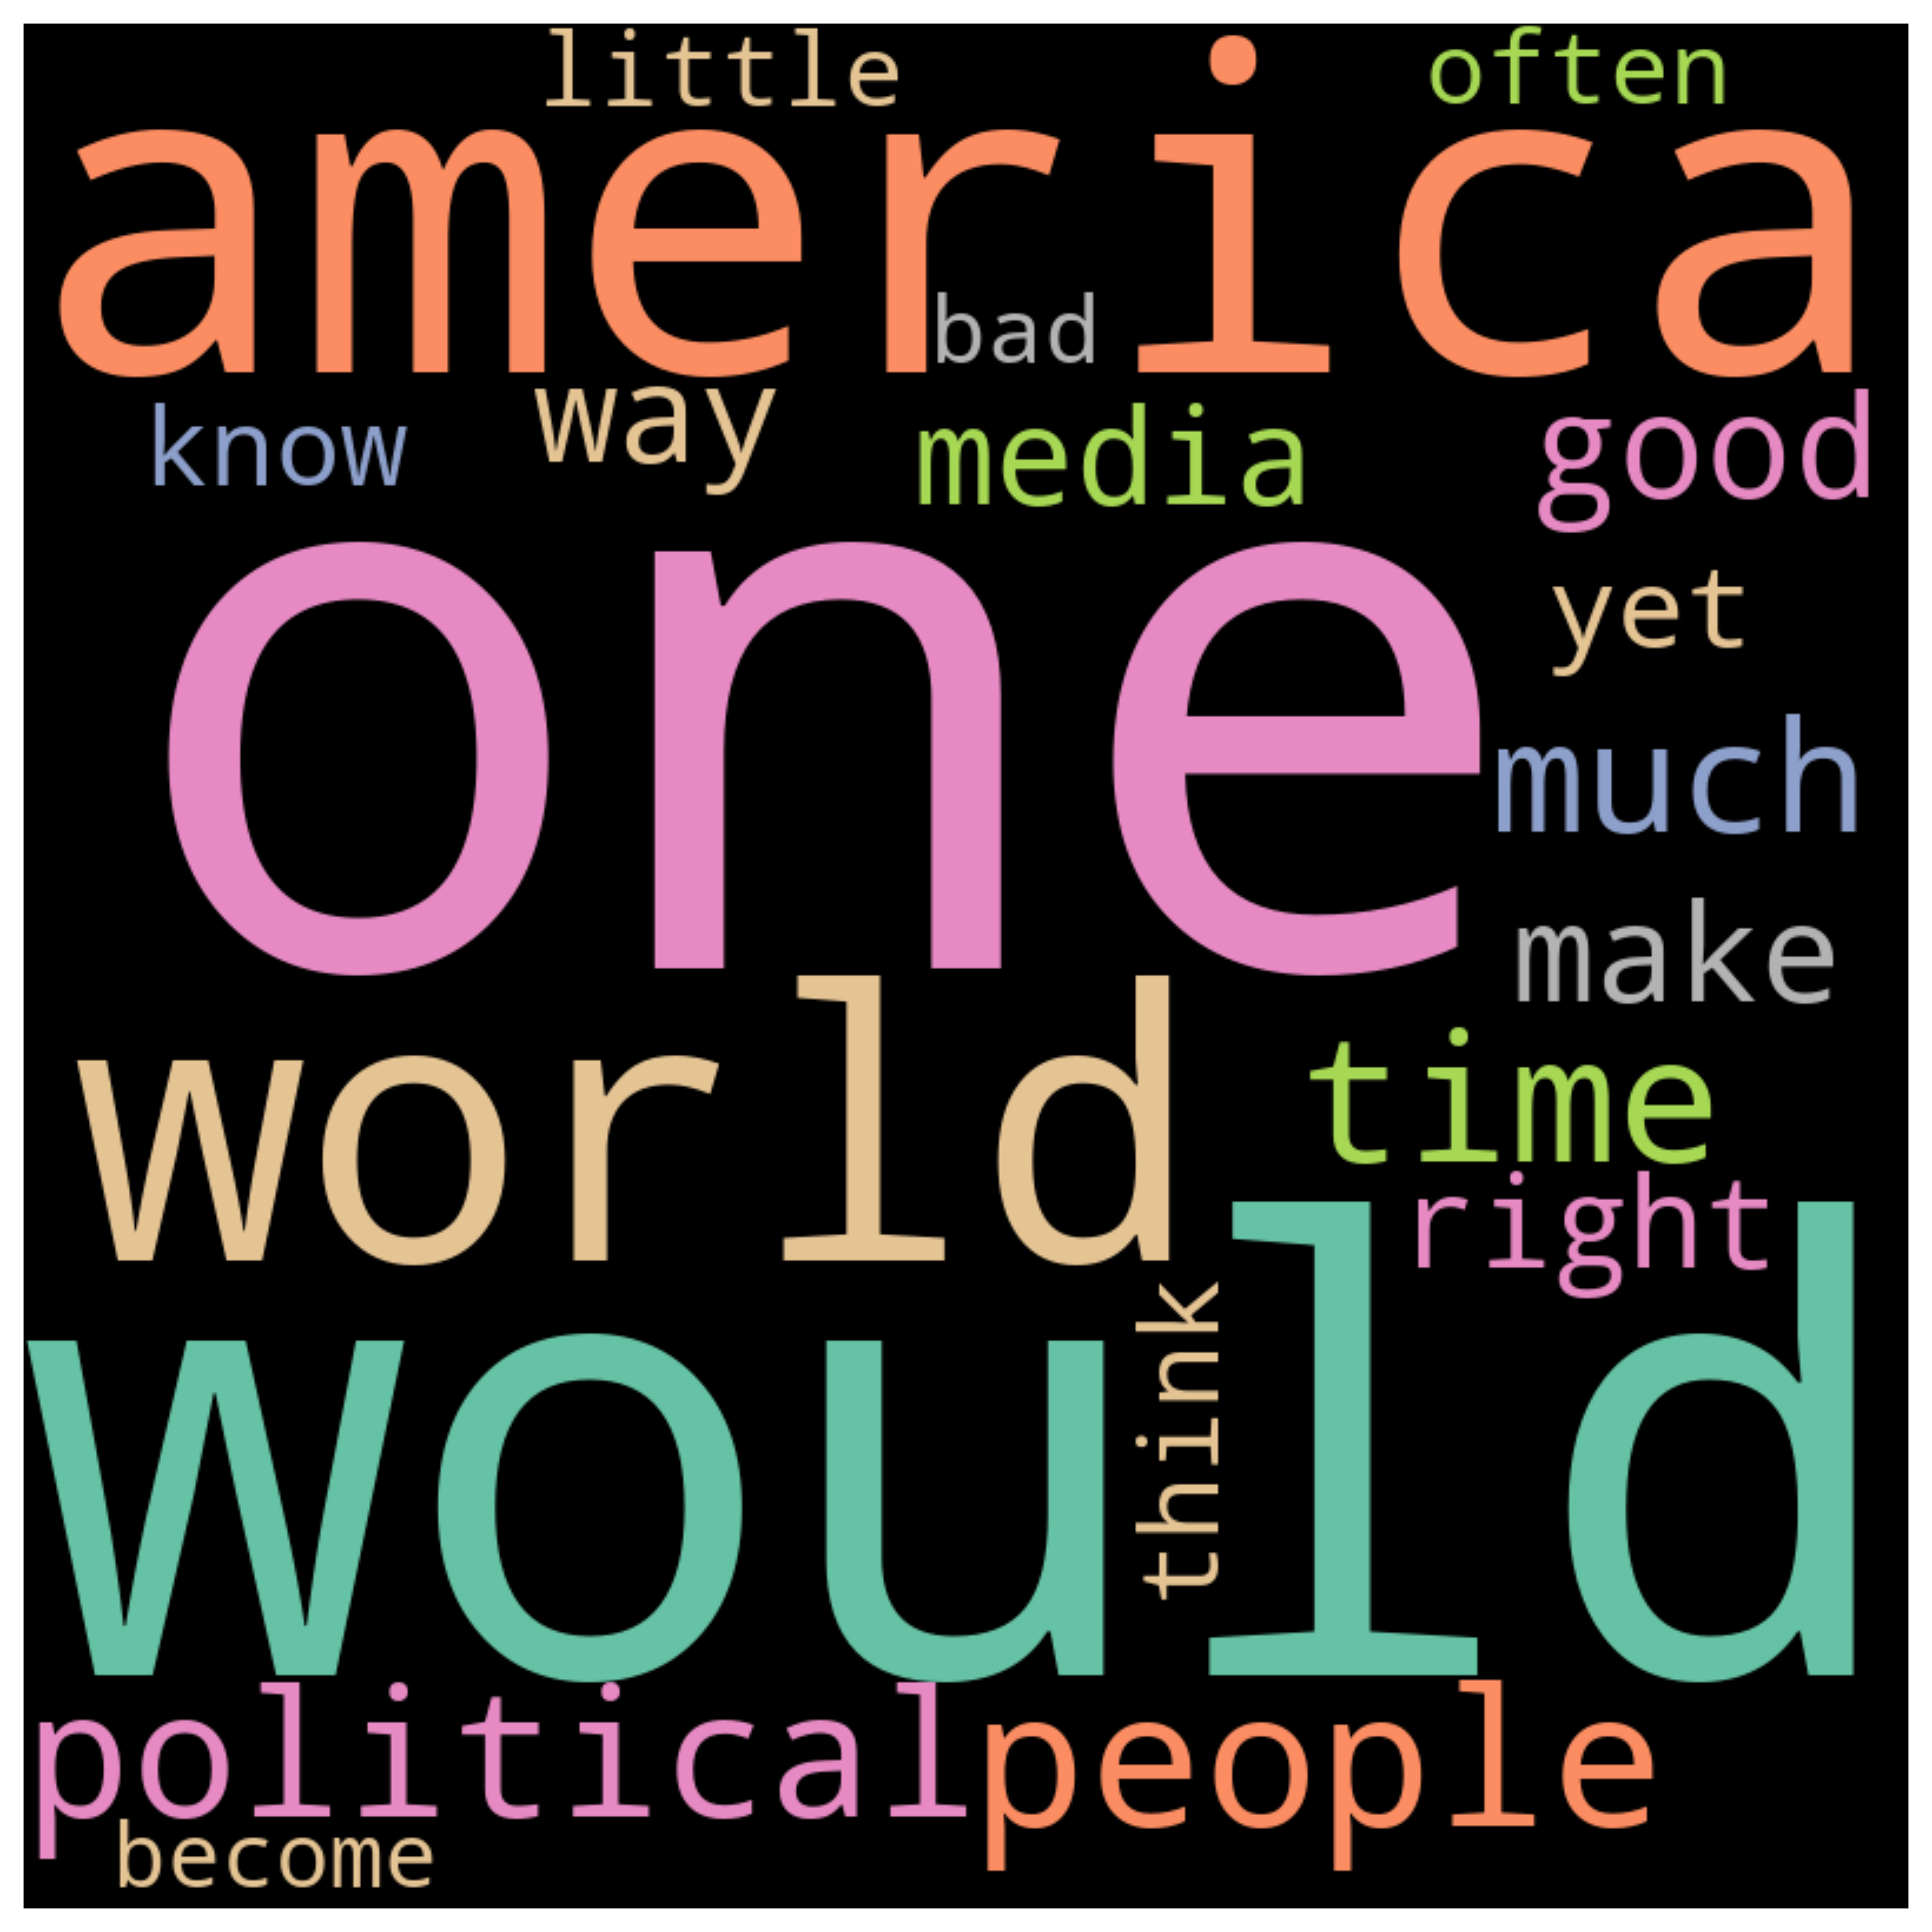 little often
america
bad
know way media good
one
yet
much
make
world
time
right
would
think
political people
become